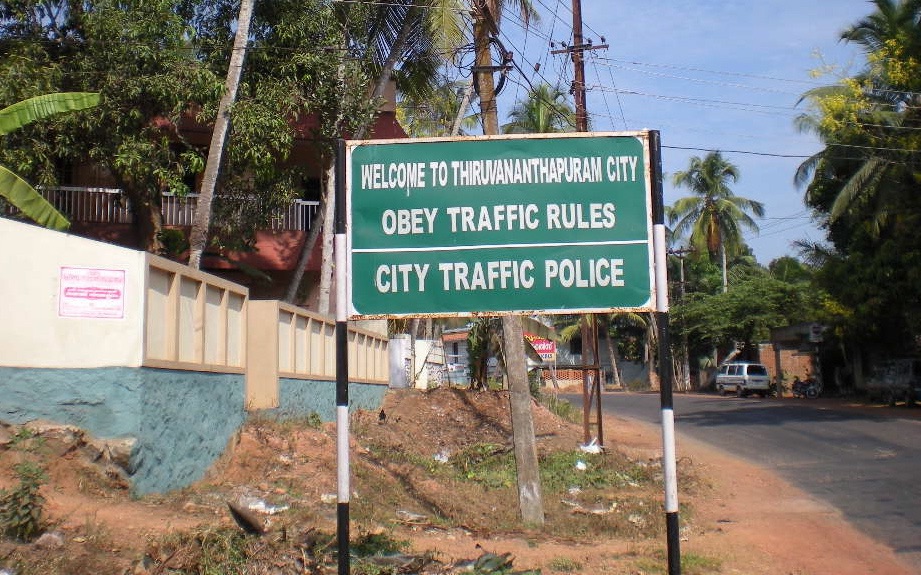 WELCOME TO THIRUVANANTHAPURAM CITY
OBEY TRAFFIC RULES
CITY TRAFFIC POLICE